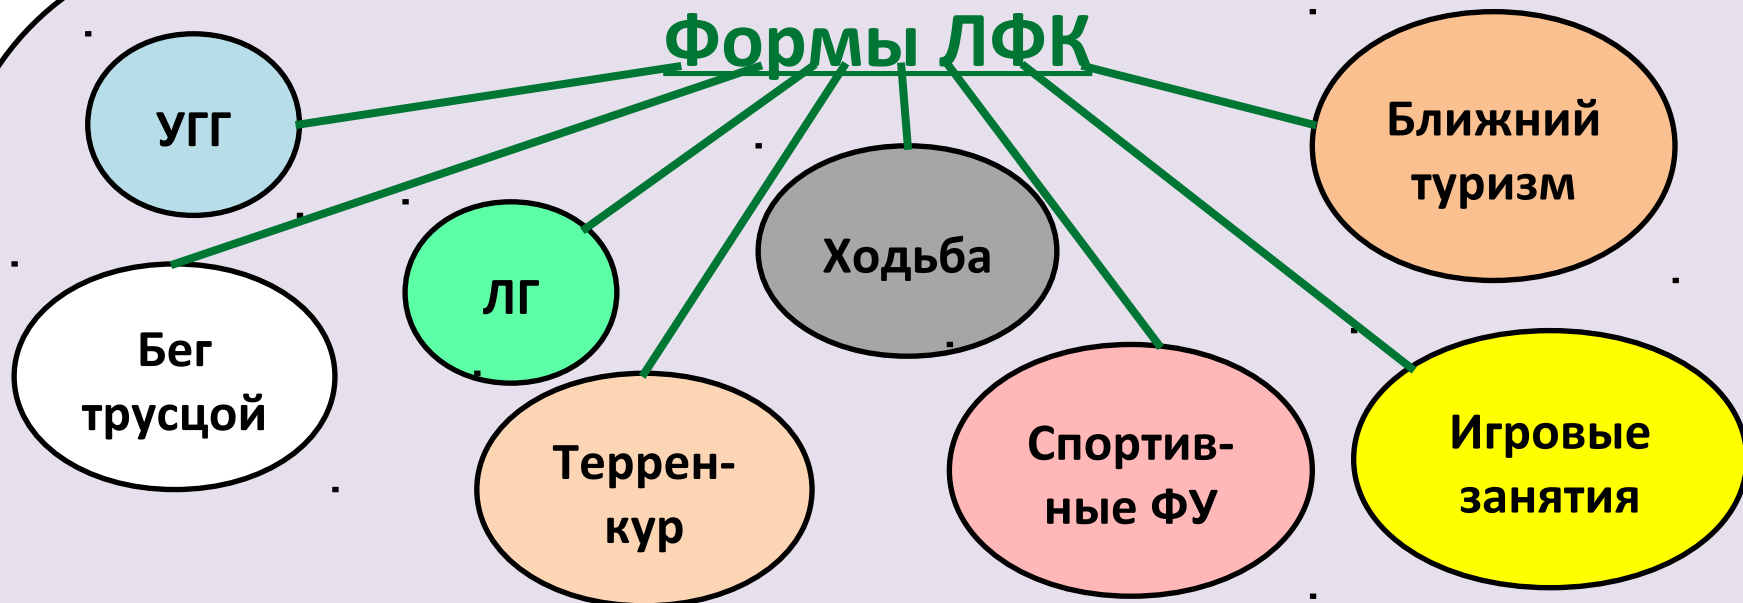 Формы ЛФК
УГГ
Ближний
туризм
Ходьба
ЛГ
Бег
трусцой
Террен-
кур
Спортив-
ные ФУ
Игровые
занятия